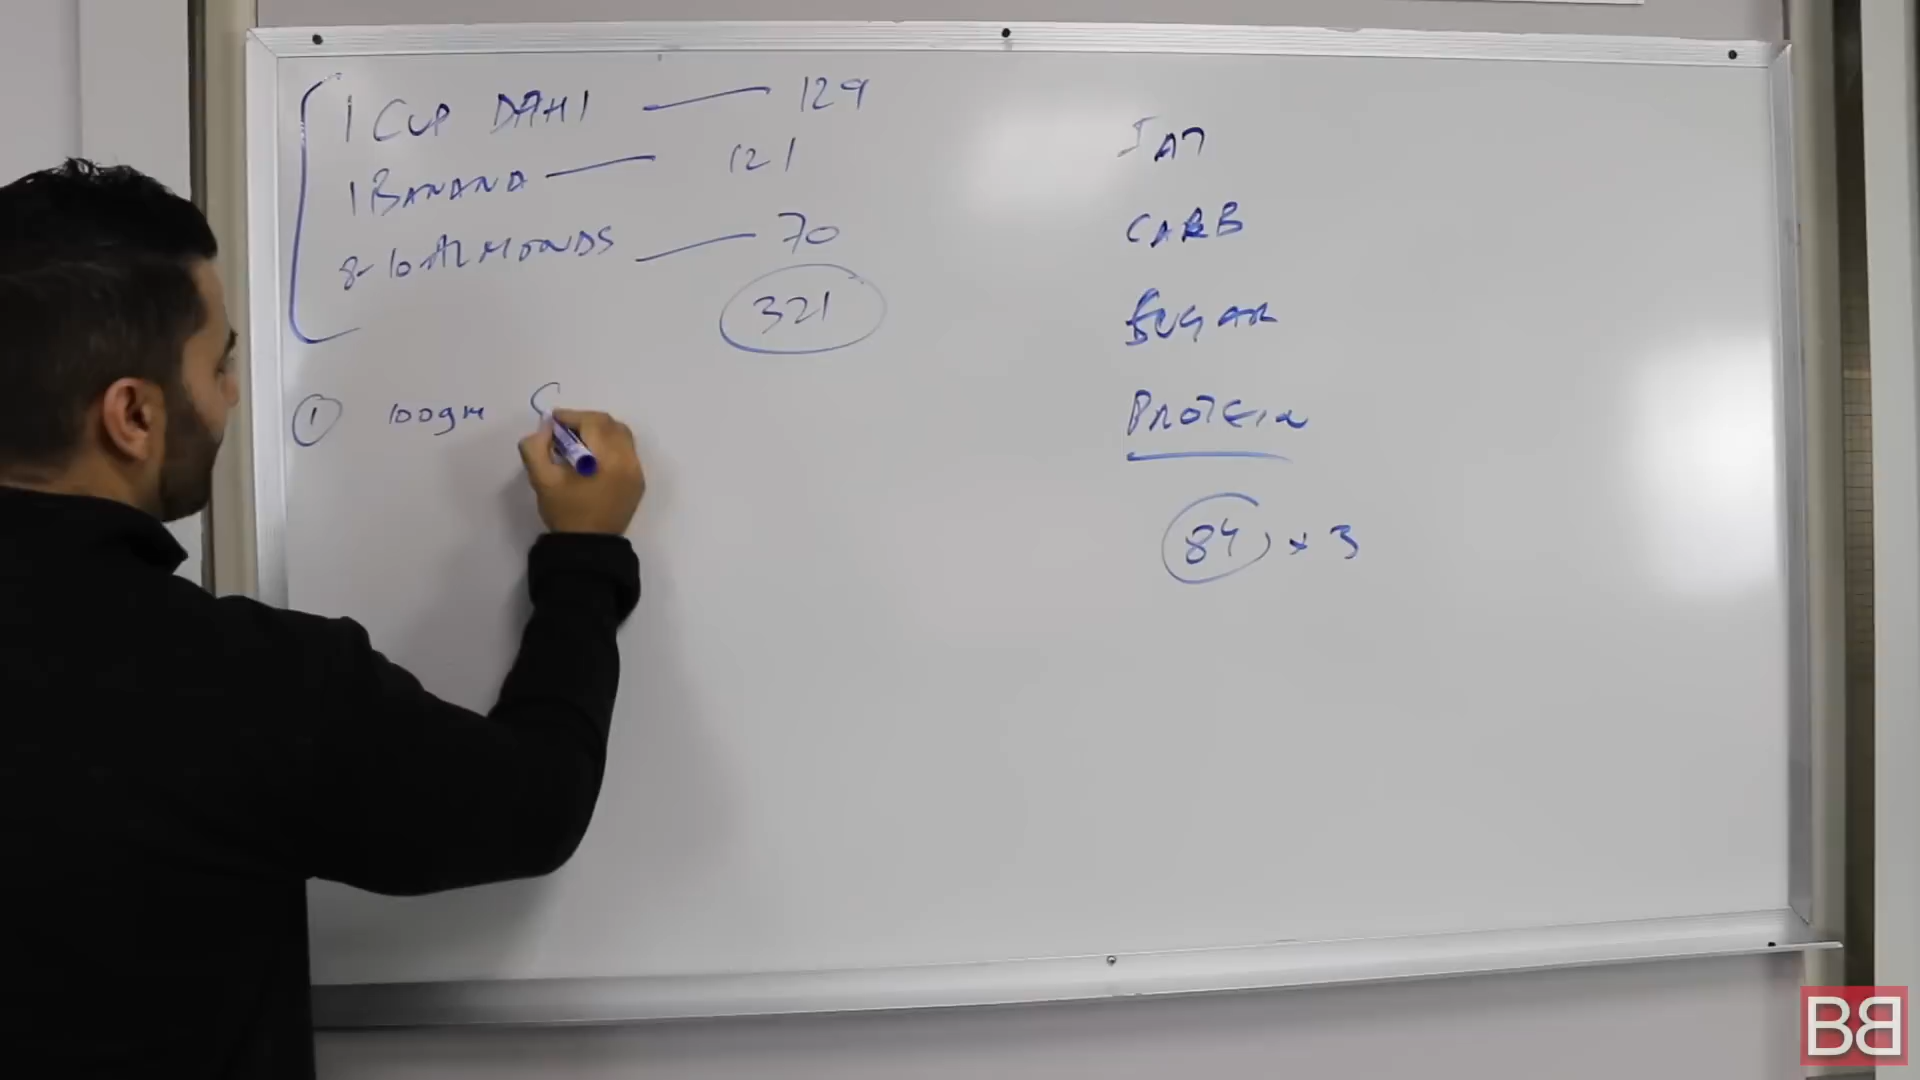 1 CUP DAHI — 129
1 BANANA — 121
8-10 ALMONDS — 70
321
① 100gm
FAT
CARB
SUGAR
PROTEIN
84 x 3
BB